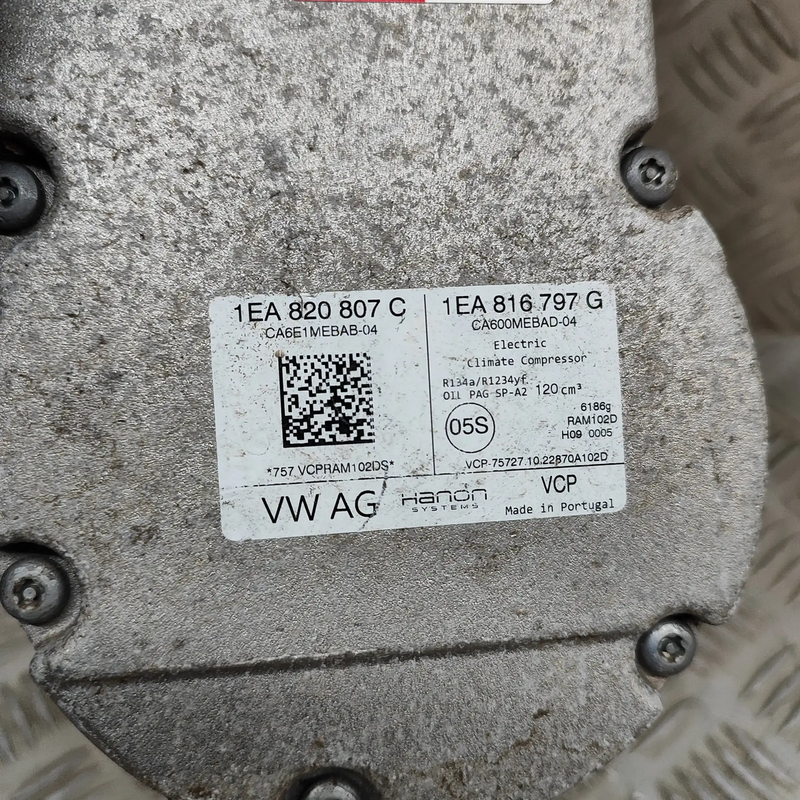 1EA 820 807 C
CA6E1MEBAB-04
*757 VCPRAM102DS*
1EA 816 797 G
CA600MEBAD-04
Electric
Climate Compressor
R134a/R1234yf.
OIL PAG SP-A2 120 cm³
05S
6186g
RAM102D
H09 0005
VCP-75727.10.22870A102D
VW AG
Hanon
SYSTEMS
VCP
Made in Portugal